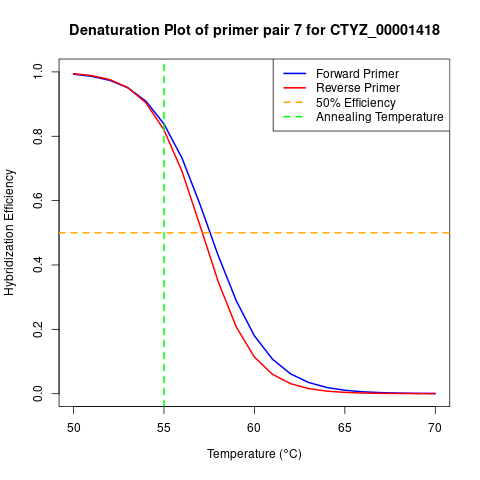 Denaturation Plot of primer pair 7 for CTYZ_00001418
Forward Primer
Reverse Primer
50% Efficiency
Annealing Temperature
Hybridization Efficiency
1.0
0.8
0.6
0.4
0.2
0.0
50 55 60 65 70
Temperature (°C)